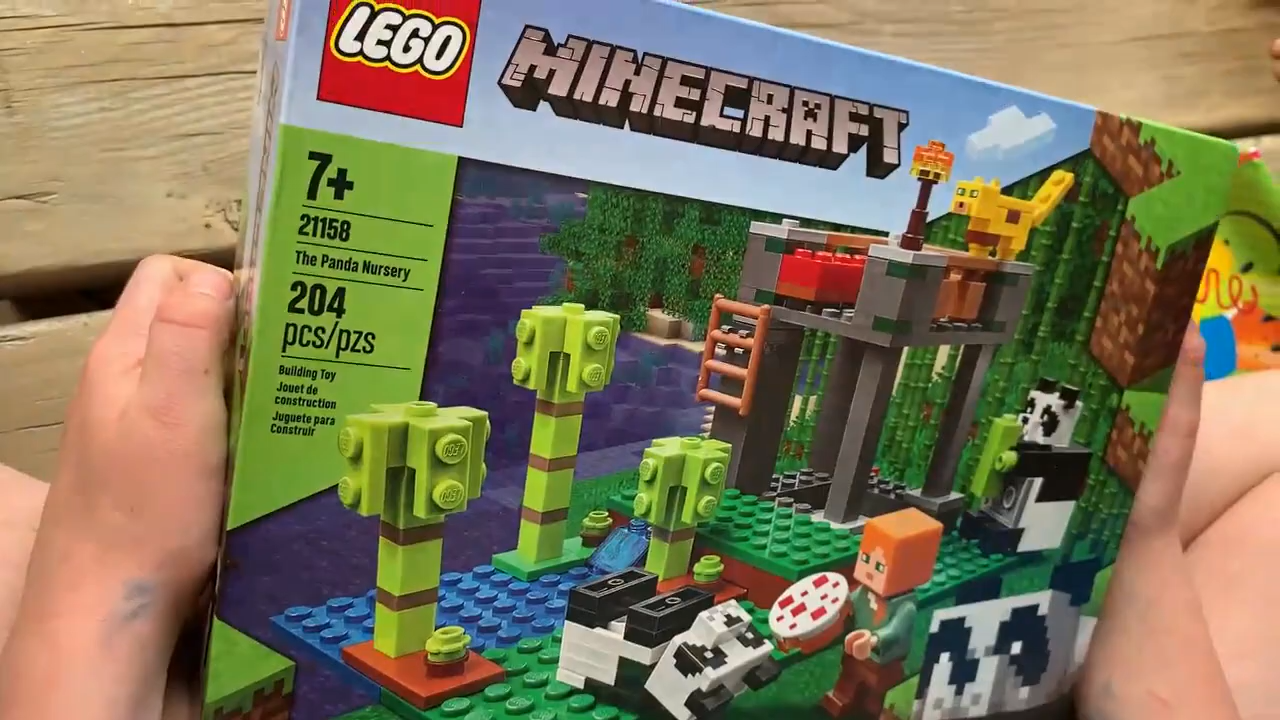 LEGO
MINECRAFT
7+
21158
The Panda Nursery
204
pcs/pzs
Building Toy
Jouet de
construction
Juguete para
Construir